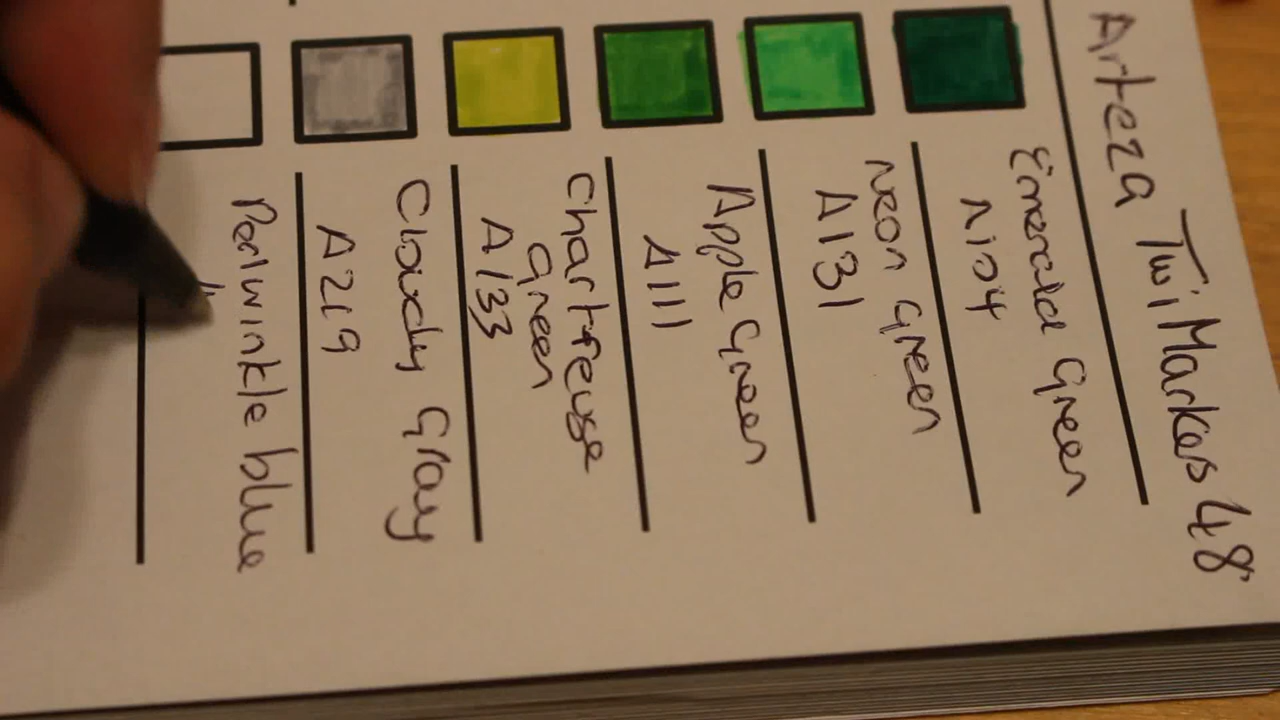 Arteza TwiMarkers 48
Emerald Green
A104
Neon Green
A131
Apple Green
A111
Chartreuse
Green
A133
Cloudy Gray
A219
Periwinkle blue